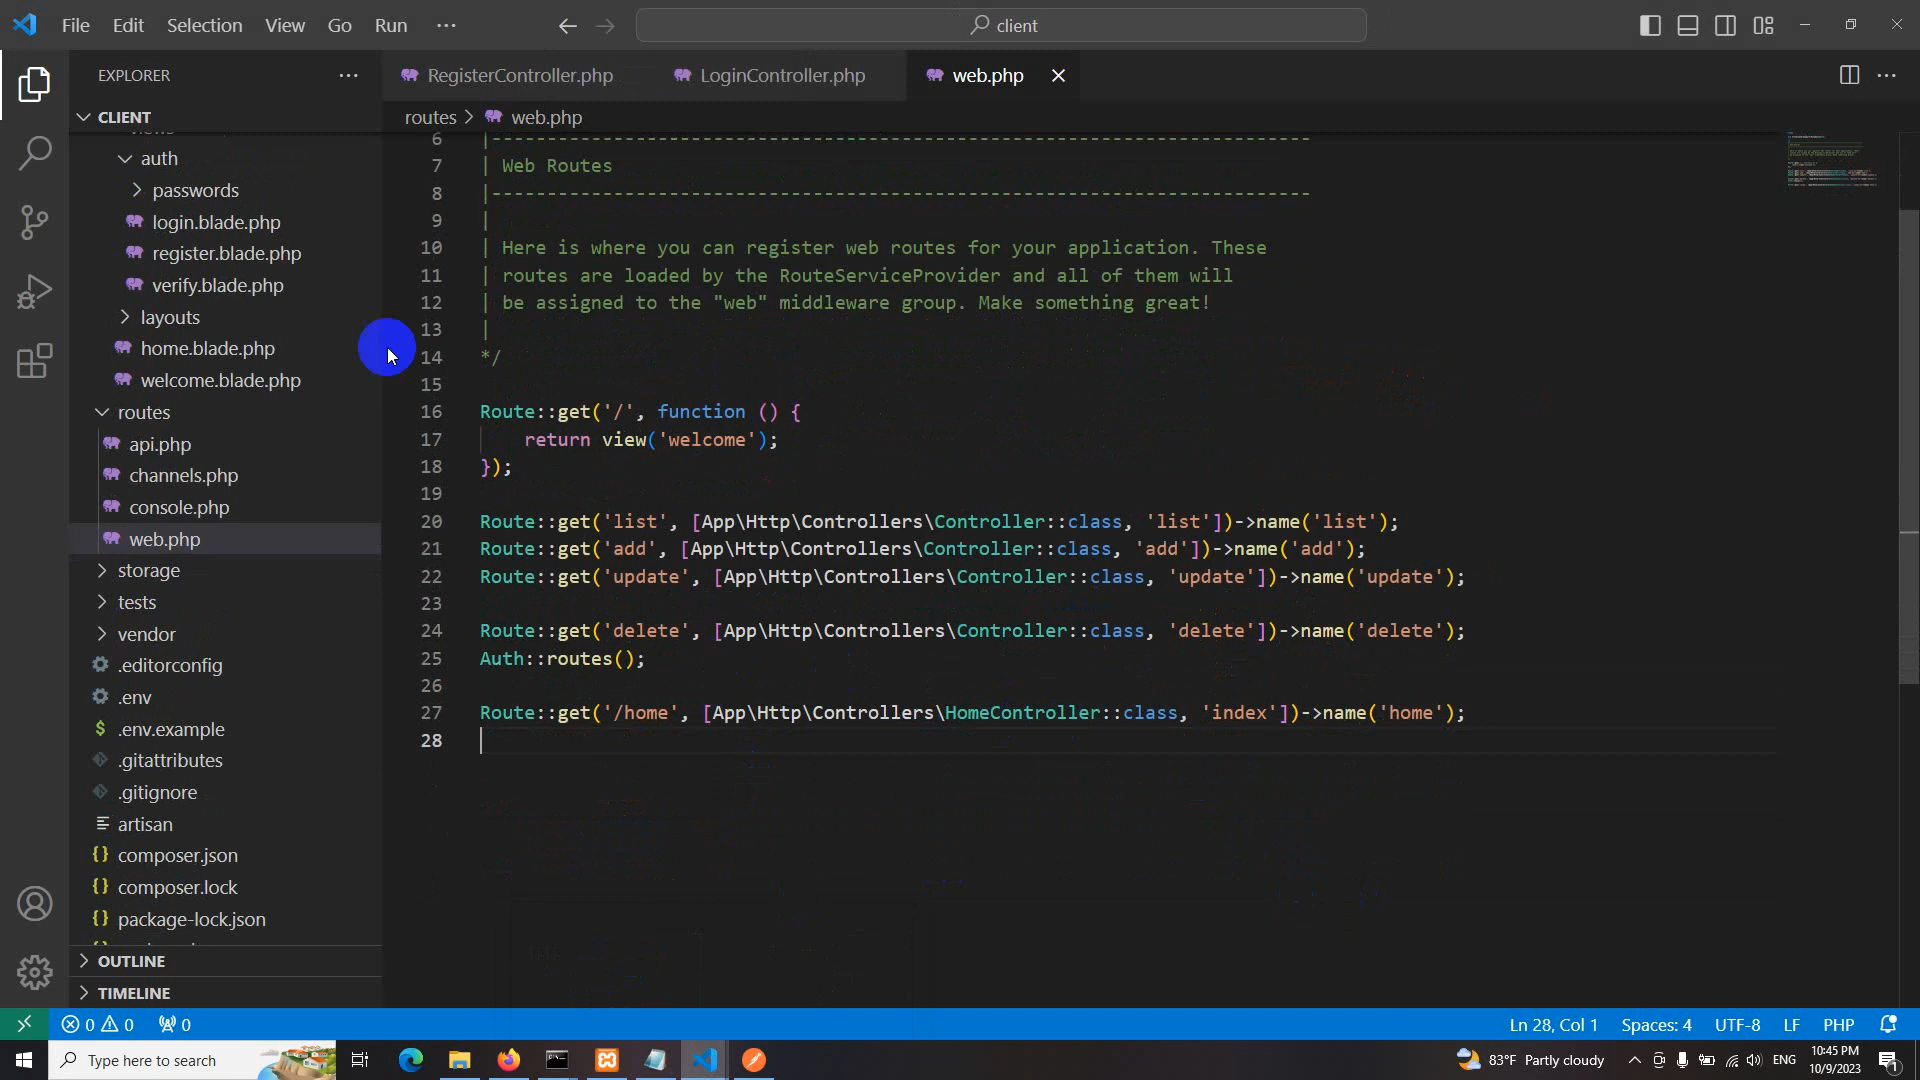 File Edit Selection View Go Run ···
client
EXPLORER ···
RegisterController.php LoginController.php web.php
CLIENT
routes > web.php
auth
passwords
login.blade.php
register.blade.php
verify.blade.php
layouts
home.blade.php
welcome.blade.php
routes
api.php
channels.php
console.php
web.php
storage
tests
vendor
.editorconfig
.env
.env.example
.gitattributes
.gitignore
artisan
composer.json
composer.lock
package-lock.json
OUTLINE
TIMELINE
6 |--------------------------------------------------------------------------
7 | Web Routes
8 |--------------------------------------------------------------------------
9 |
10 | Here is where you can register web routes for your application. These
11 | routes are loaded by the RouteServiceProvider and all of them will
12 | be assigned to the "web" middleware group. Make something great!
13 |
14 */
15
16 Route::get('/', function () {
17 return view('welcome');
18 });
19
20 Route::get('list', [App\Http\Controllers\Controller::class, 'list'])->name('list');
21 Route::get('add', [App\Http\Controllers\Controller::class, 'add'])->name('add');
22 Route::get('update', [App\Http\Controllers\Controller::class, 'update'])->name('update');
23
24 Route::get('delete', [App\Http\Controllers\Controller::class, 'delete'])->name('delete');
25 Auth::routes();
26
27 Route::get('/home', [App\Http\Controllers\HomeController::class, 'index'])->name('home');
28
0 0 0
Ln 28, Col 1 Spaces: 4 UTF-8 LF PHP
Type here to search
83°F Partly cloudy ENG
10:45 PM
10/9/2023
1